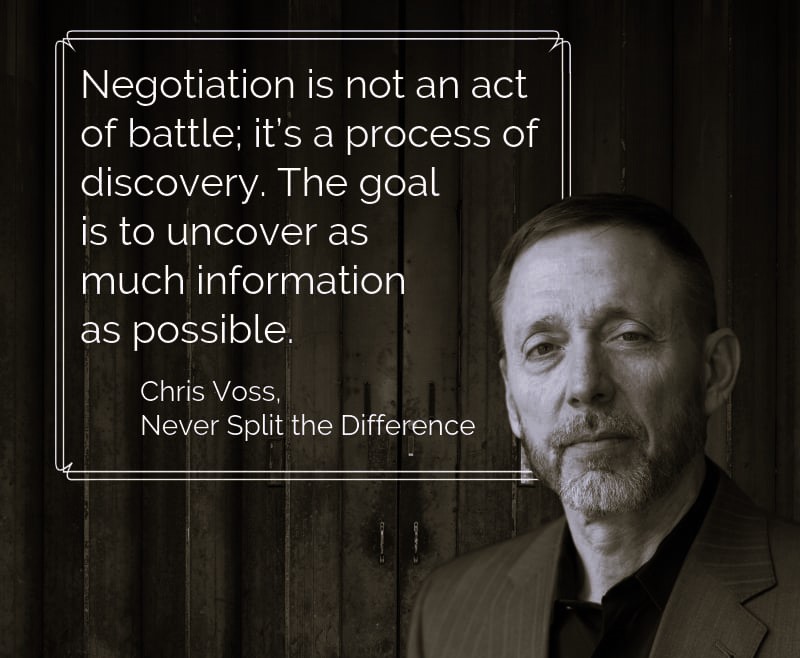 Negotiation is not an act
of battle; it’s a process of
discovery. The goal
is to uncover as
much information
as possible.
Chris Voss,
Never Split the Difference